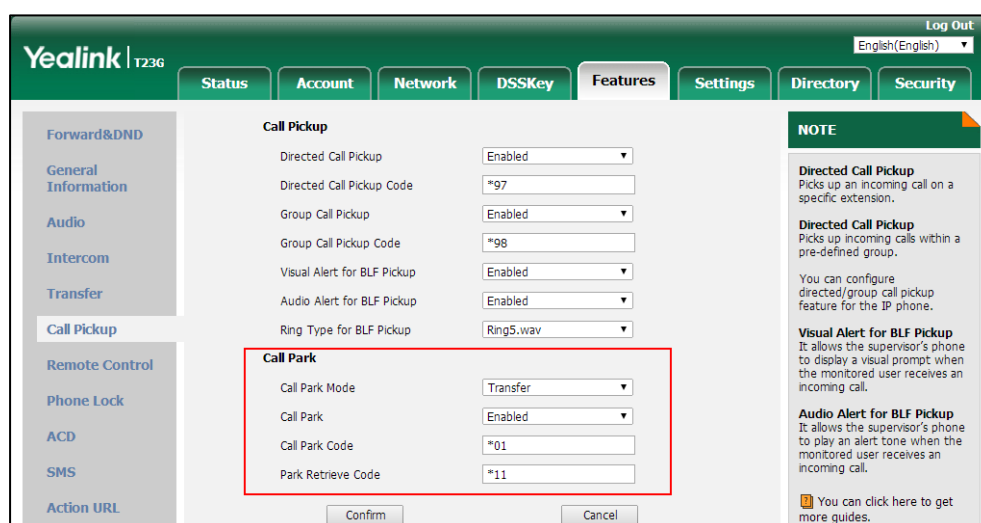 Log Out
English(English)
Yealink T23G
Status Account Network DSSKey Features Settings Directory Security
Forward&DND
General
Information
Audio
Intercom
Transfer
Call Pickup
Remote Control
Phone Lock
ACD
SMS
Action URL
Call Pickup
Directed Call Pickup Enabled
Directed Call Pickup Code *97
Group Call Pickup Enabled
Group Call Pickup Code *98
Visual Alert for BLF Pickup Enabled
Audio Alert for BLF Pickup Enabled
Ring Type for BLF Pickup Ring5.wav
Call Park
Call Park Mode Transfer
Call Park Enabled
Call Park Code *01
Park Retrieve Code *11
Confirm Cancel
NOTE
Directed Call Pickup
Picks up an incoming call on a
specific extension.
Directed Call Pickup
Picks up incoming calls within a
pre-defined group.
You can configure
directed/group call pickup
feature for the IP phone.
Visual Alert for BLF Pickup
It allows the supervisor's phone
to display a visual prompt when
the monitored user receives an
incoming call.
Audio Alert for BLF Pickup
It allows the supervisor's phone
to play an alert tone when the
monitored user receives an
incoming call.
You can click here to get
more guides.